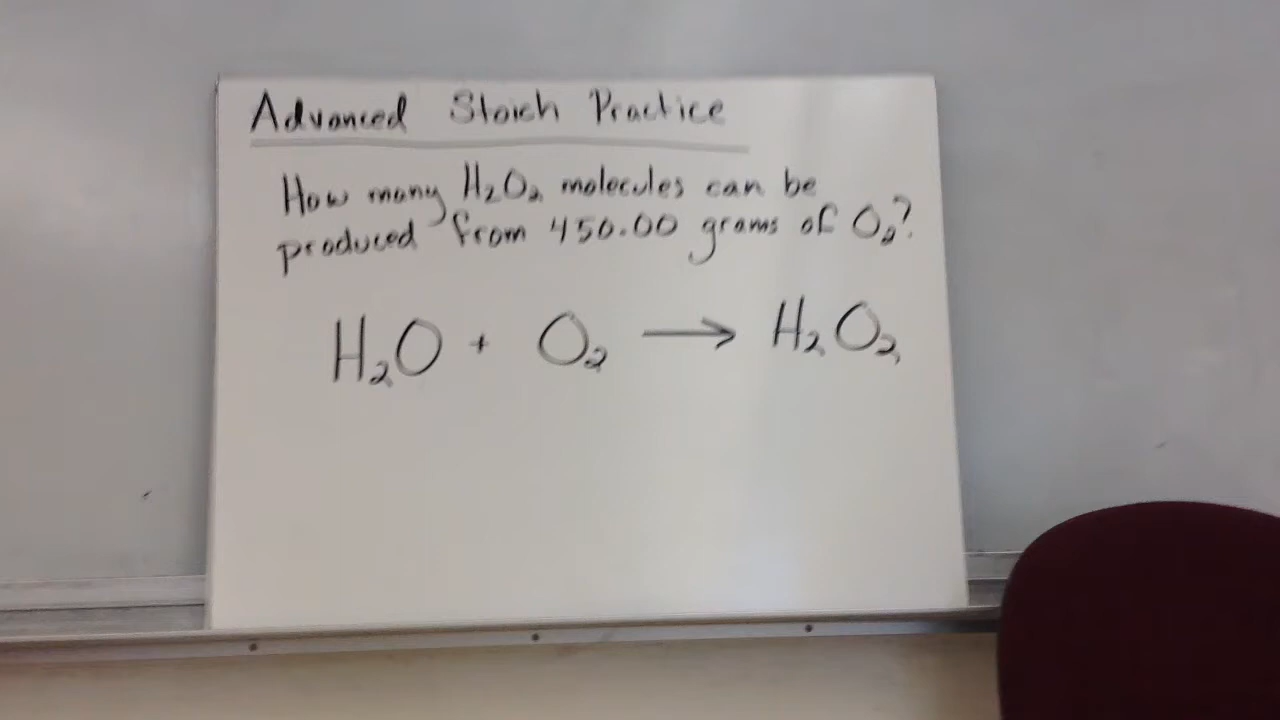 Advanced Stoich Practice
How many H₂O₂ molecules can be
produced from 450.00 grams of O₂?
H₂O + O₂ → H₂O₂